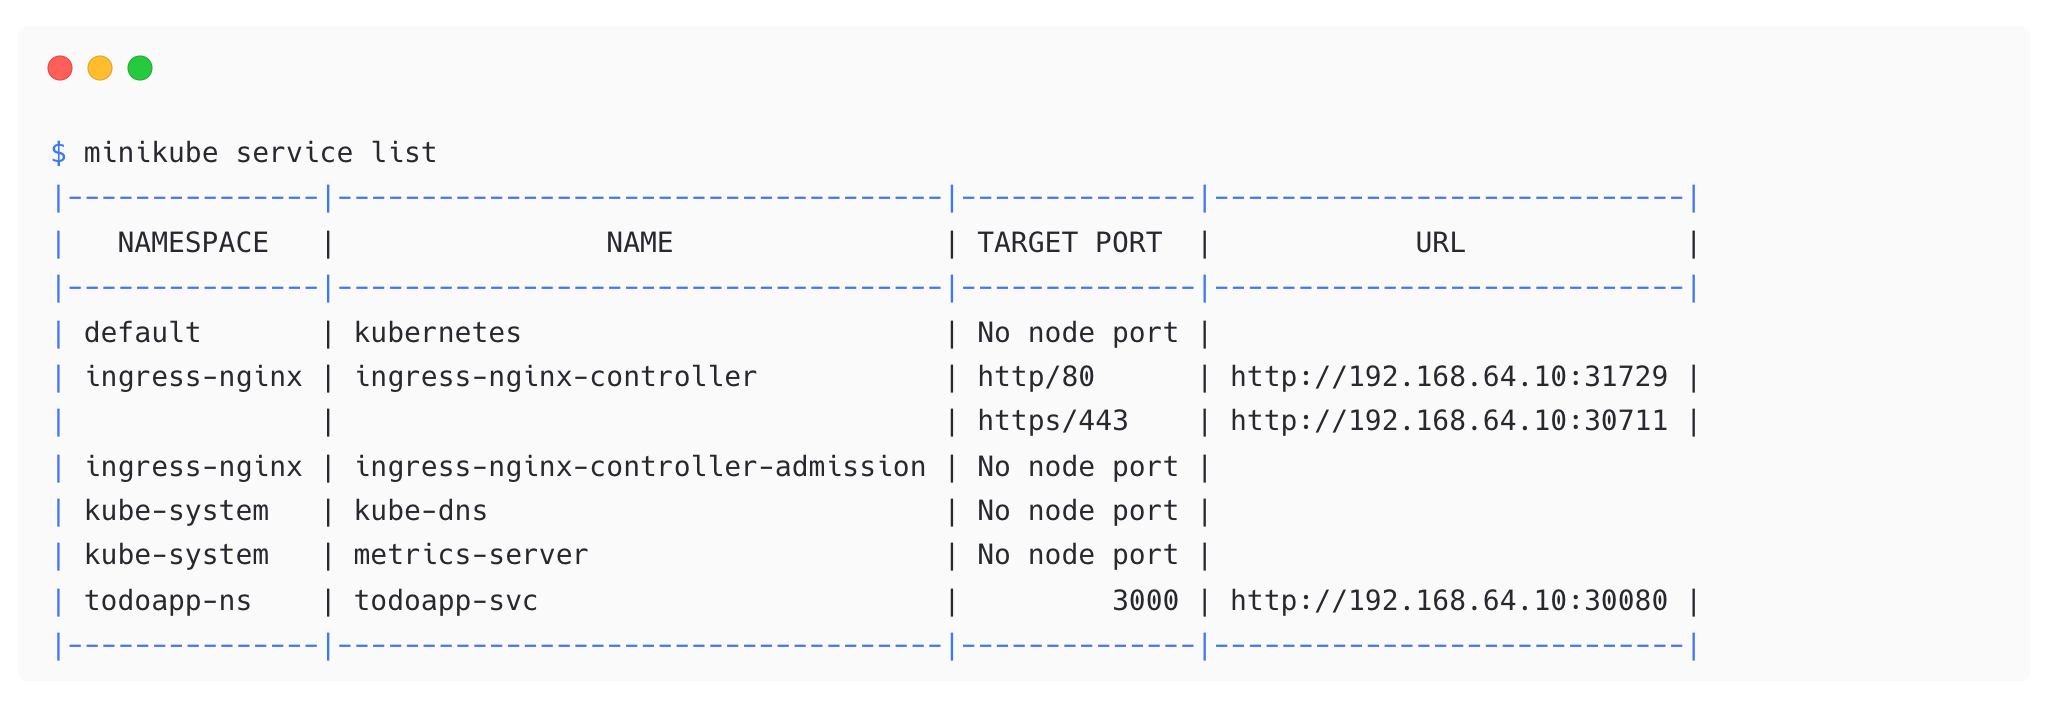 $ minikube service list
|---------------|------------------------------------|--------------|----------------------------|
|   NAMESPACE   |                NAME                | TARGET PORT  |            URL             |
|---------------|------------------------------------|--------------|----------------------------|
| default       | kubernetes                         | No node port |
| ingress-nginx | ingress-nginx-controller           | http/80      | http://192.168.64.10:31729 |
|               |                                    | https/443    | http://192.168.64.10:30711 |
| ingress-nginx | ingress-nginx-controller-admission | No node port |
| kube-system   | kube-dns                           | No node port |
| kube-system   | metrics-server                     | No node port |
| todoapp-ns    | todoapp-svc                        |         3000 | http://192.168.64.10:30080 |
|---------------|------------------------------------|--------------|----------------------------|